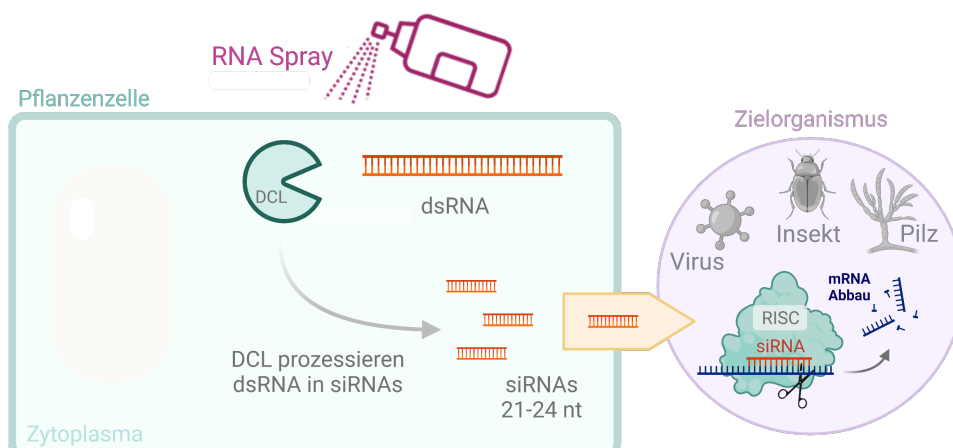 RNA Spray
Pflanzenzelle
Zielorganismus
DCL
dsRNA
Virus
Insekt
Pilz
mRNA
Abbau
RISC
siRNA
DCL prozessieren
dsRNA in siRNAs
siRNAs
21-24 nt
Zytoplasma